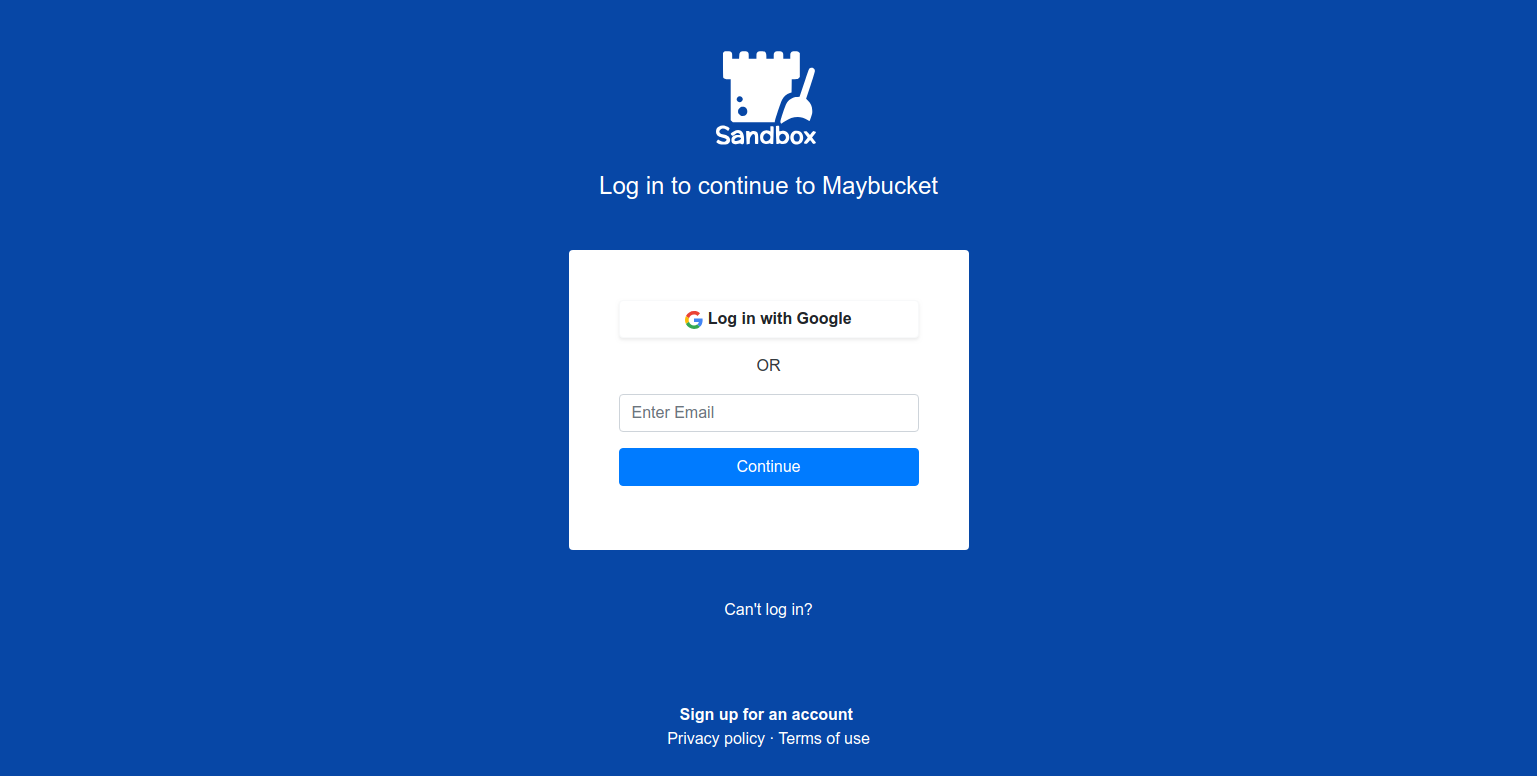 Sandbox
Log in to continue to Maybucket
Log in with Google
OR
Enter Email
Continue
Can't log in?
Sign up for an account
Privacy policy · Terms of use